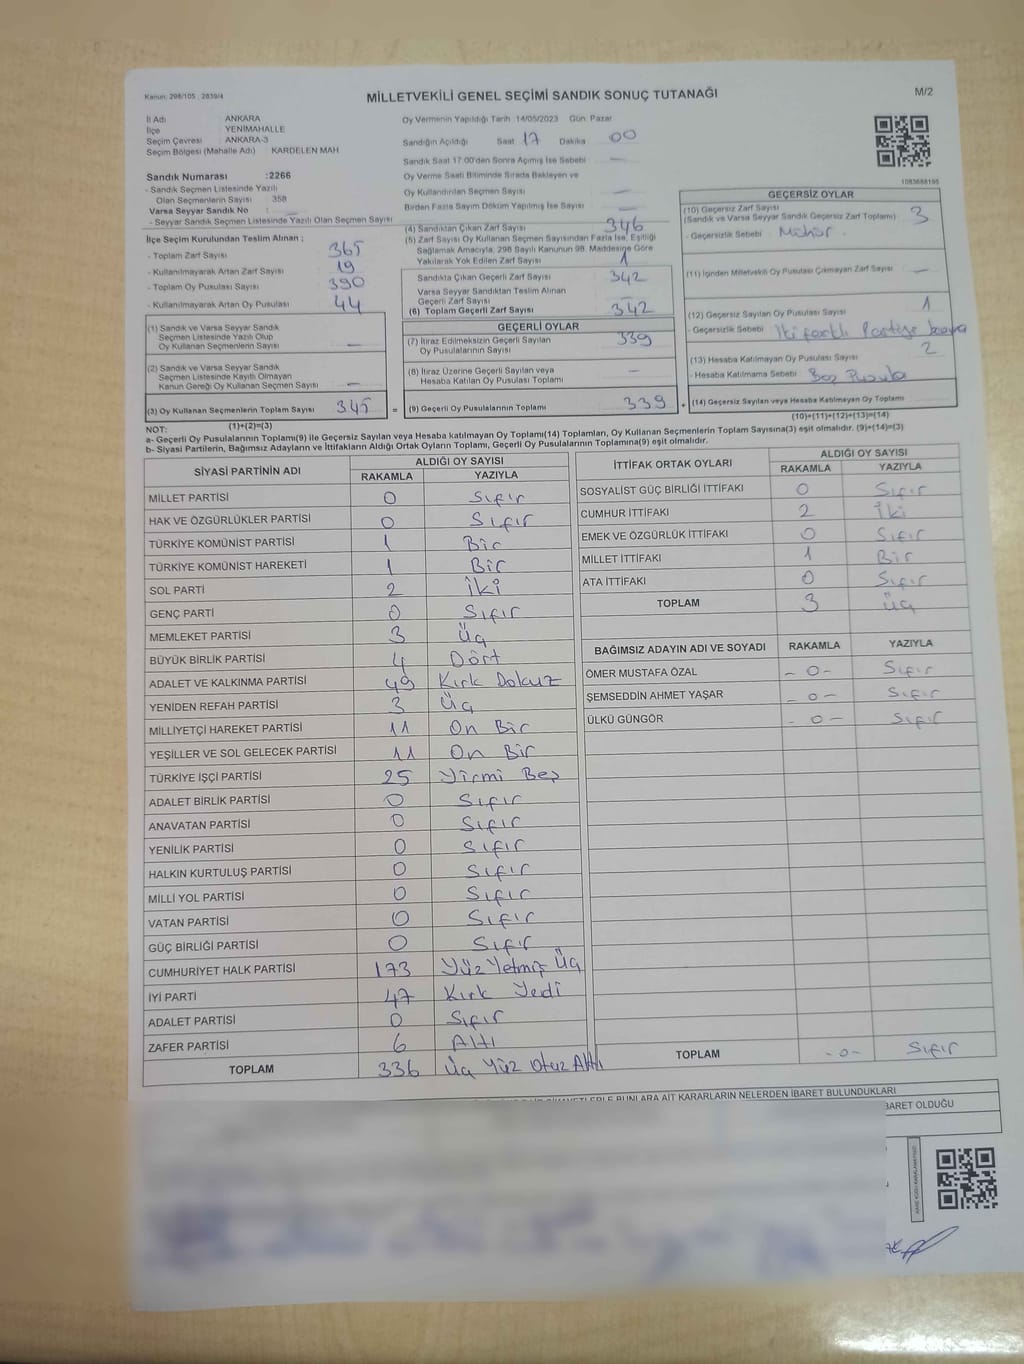 Kanun: 298/105 , 2839/4
MİLLETVEKİLİ GENEL SEÇİMİ SANDIK SONUÇ TUTANAĞI
M/2
İl Adı ANKARA
İlçe YENİMAHALLE
Seçim Çevresi ANKARA-3
Seçim Bölgesi (Mahalle Adı) KARDELEN MAH
Sandık Numarası :2266
- Sandık Seçmen Listesinde Yazılı
Olan Seçmenlerin Sayısı : 358
Varsa Seyyar Sandık No :
- Seyyar Sandık Seçmen Listesinde Yazılı Olan Seçmen Sayısı
İlçe Seçim Kurulundan Teslim Alınan :
- Toplam Zarf Sayısı 365
- Kullanılmayarak Artan Zarf Sayısı 19
- Toplam Oy Pusulası Sayısı 390
- Kullanılmayarak Artan Oy Pusulası 44
(1) Sandık ve Varsa Seyyar Sandık
Seçmen Listesinde Yazılı Olup
Oy Kullanan Seçmenlerin Sayısı —
(2) Sandık ve Varsa Seyyar Sandık
Seçmen Listesinde Kayıtlı Olmayan
Kanun Gereği Oy Kullanan Seçmen Sayısı —
(3) Oy Kullanan Seçmenlerin Toplam Sayısı 345 =
Oy Vermenin Yapıldığı Tarih :14/05/2023 Gün: Pazar
Sandığın Açıldığı Saat 17 Dakika 00
Sandık Saat 17:00'den Sonra Açılmış İse Sebebi —
Oy Verme Saati Bitiminde Sırada Bekleyen ve
Oy Kullandırılan Seçmen Sayısı —
Birden Fazla Sayım Döküm Yapılmış İse Sayısı —
(4) Sandıktan Çıkan Zarf Sayısı 346
(5) Zarf Sayısı Oy Kullanan Seçmen Sayısından Fazla İse, Eşitliği
Sağlamak Amacıyla, 298 Sayılı Kanunun 98. Maddesine Göre
Yakılarak Yok Edilen Zarf Sayısı 1
Sandıkta Çıkan Geçerli Zarf Sayısı 342
Varsa Seyyar Sandıktan Teslim Alınan
Geçerli Zarf Sayısı —
(6) Toplam Geçerli Zarf Sayısı 342
GEÇERLİ OYLAR
(7) İtiraz Edilmeksizin Geçerli Sayılan
Oy Pusulalarının Sayısı 339
(8) İtiraz Üzerine Geçerli Sayılan veya
Hesaba Katılan Oy Pusulası Toplamı —
(9) Geçerli Oy Pusulalarının Toplamı 339 +
1083688105
GEÇERSİZ OYLAR
(10) Geçersiz Zarf Sayısı 3
(Sandık ve Varsa Seyyar Sandık Geçersiz Zarf Toplamı)
- Geçersizlik Sebebi : Mühür.
(11) İçinden Milletvekili Oy Pusulası Çıkmayan Zarf Sayısı —
(12) Geçersiz Sayılan Oy Pusulası Sayısı 1
- Geçersizlik Sebebi : İki farklı Partiye
(13) Hesaba Katılmayan Oy Pusulası Sayısı 2
- Hesaba Katılmama Sebebi : Boş Pusula
(14) Geçersiz Sayılan veya Hesaba Katılmayan Oy Toplamı
(10)+(11)+(12)+(13)=(14)
NOT: (1)+(2)=(3)
a- Geçerli Oy Pusulalarının Toplamı(9) ile Geçersiz Sayılan veya Hesaba katılmayan Oy Toplamı(14) Toplamları, Oy Kullanan Seçmenlerin Toplam Sayısına(3) eşit olmalıdır. (9)+(14)=(3)
b- Siyasi Partilerin, Bağımsız Adayların ve İttifakların Aldığı Ortak Oyların Toplamı, Geçerli Oy Pusulalarının Toplamına(9) eşit olmalıdır.
SİYASİ PARTİNİN ADI ALDIĞI OY SAYISI
RAKAMLA YAZIYLA
MİLLET PARTİSİ 0 Sıfır
HAK VE ÖZGÜRLÜKLER PARTİSİ 0 Sıfır
TÜRKİYE KOMÜNİST PARTİSİ 1 Bir
TÜRKİYE KOMÜNİST HAREKETİ 1 Bir
SOL PARTİ 2 İki
GENÇ PARTİ 0 Sıfır
MEMLEKET PARTİSİ 3 Üç
BÜYÜK BİRLİK PARTİSİ 4 Dört
ADALET VE KALKINMA PARTİSİ 49 Kırk Dokuz
YENİDEN REFAH PARTİSİ 3 Üç
MİLLİYETÇİ HAREKET PARTİSİ 11 On Bir
YEŞİLLER VE SOL GELECEK PARTİSİ 11 On Bir
TÜRKİYE İŞÇİ PARTİSİ 25 Yirmi Beş
ADALET BİRLİK PARTİSİ 0 Sıfır
ANAVATAN PARTİSİ 0 Sıfır
YENİLİK PARTİSİ 0 Sıfır
HALKIN KURTULUŞ PARTİSİ 0 Sıfır
MİLLİ YOL PARTİSİ 0 Sıfır
VATAN PARTİSİ 0 Sıfır
GÜÇ BİRLİĞİ PARTİSİ 0 Sıfır
CUMHURİYET HALK PARTİSİ 173 Yüz Yetmiş Üç
İYİ PARTİ 47 Kırk Yedi
ADALET PARTİSİ 0 Sıfır
ZAFER PARTİSİ 6 Altı
TOPLAM 336 Üç Yüz Otuz Altı
İTTİFAK ORTAK OYLARI ALDIĞI OY SAYISI
RAKAMLA YAZIYLA
SOSYALİST GÜÇ BİRLİĞİ İTTİFAKI 0 Sıfır
CUMHUR İTTİFAKI 2 İki
EMEK VE ÖZGÜRLÜK İTTİFAKI 0 Sıfır
MİLLET İTTİFAKI 1 Bir
ATA İTTİFAKI 0 Sıfır
TOPLAM 3 Üç
BAĞIMSIZ ADAYIN ADI VE SOYADI RAKAMLA YAZIYLA
ÖMER MUSTAFA ÖZAL - 0 - Sıfır
ŞEMSEDDİN AHMET YAŞAR - 0 - Sıfır
ÜLKÜ GÜNGÖR - 0 - Sıfır
TOPLAM - 0 - Sıfır
BUNLARA AİT KARARLARIN NELERDEN İBARET BULUNDUKLARI
İBARET OLDUĞU